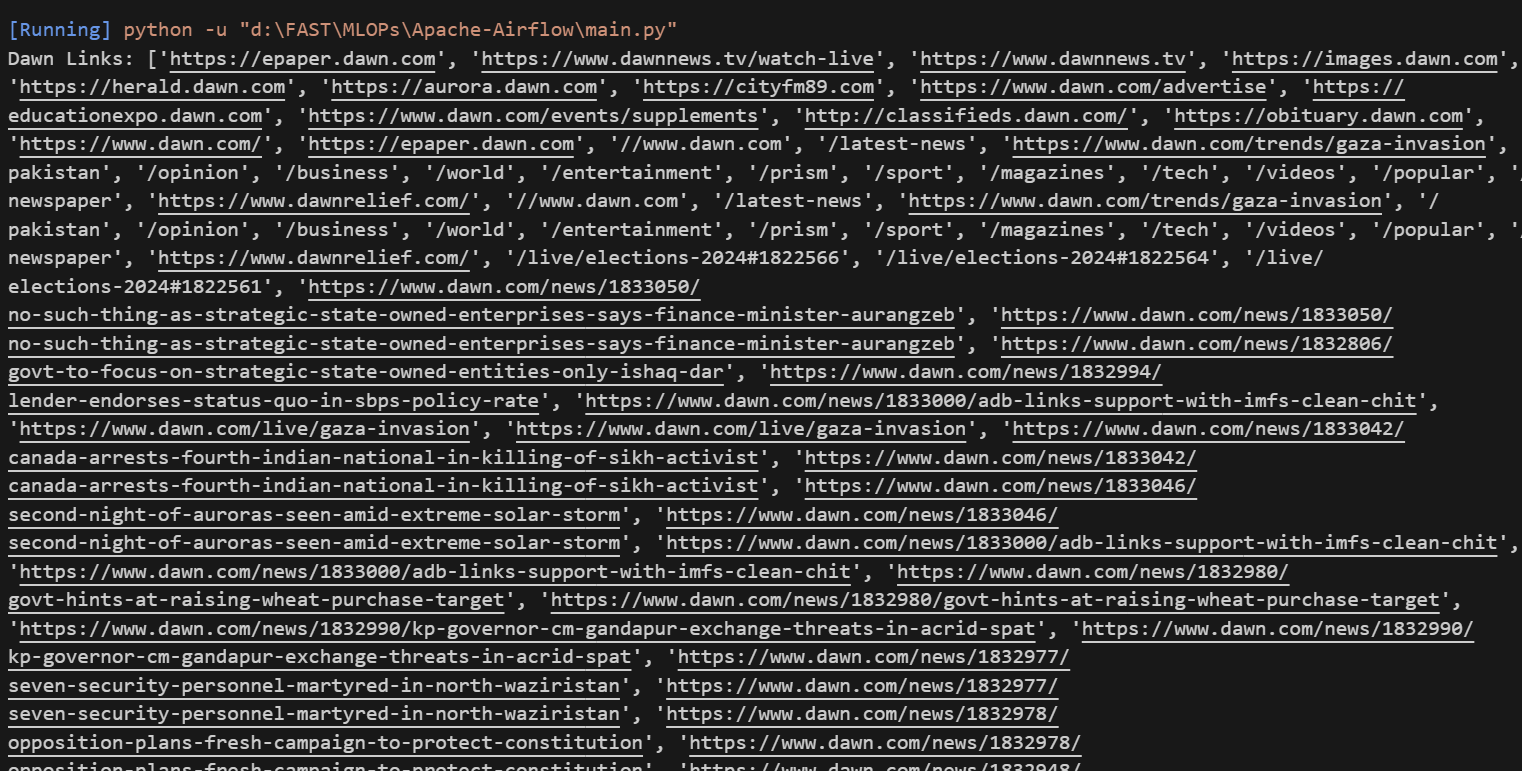 [Running] python -u "d:\FAST\MLOPs\Apache-Airflow\main.py"
Dawn Links: ['https://epaper.dawn.com', 'https://www.dawnnews.tv/watch-live', 'https://www.dawnnews.tv', 'https://images.dawn.com',
'https://herald.dawn.com', 'https://aurora.dawn.com', 'https://cityfm89.com', 'https://www.dawn.com/advertise', 'https://
educationexpo.dawn.com', 'https://www.dawn.com/events/supplements', 'http://classifieds.dawn.com/', 'https://obituary.dawn.com',
'https://www.dawn.com/', 'https://epaper.dawn.com', '//www.dawn.com', '/latest-news', 'https://www.dawn.com/trends/gaza-invasion',
pakistan', '/opinion', '/business', '/world', '/entertainment', '/prism', '/sport', '/magazines', '/tech', '/videos', '/popular', '/
newspaper', 'https://www.dawnrelief.com/', '//www.dawn.com', '/latest-news', 'https://www.dawn.com/trends/gaza-invasion', '/
pakistan', '/opinion', '/business', '/world', '/entertainment', '/prism', '/sport', '/magazines', '/tech', '/videos', '/popular', '/
newspaper', 'https://www.dawnrelief.com/', '/live/elections-2024#1822566', '/live/elections-2024#1822564', '/live/
elections-2024#1822561', 'https://www.dawn.com/news/1833050/
no-such-thing-as-strategic-state-owned-enterprises-says-finance-minister-aurangzeb', 'https://www.dawn.com/news/1833050/
no-such-thing-as-strategic-state-owned-enterprises-says-finance-minister-aurangzeb', 'https://www.dawn.com/news/1832806/
govt-to-focus-on-strategic-state-owned-entities-only-ishaq-dar', 'https://www.dawn.com/news/1832994/
lender-endorses-status-quo-in-sbps-policy-rate', 'https://www.dawn.com/news/1833000/adb-links-support-with-imfs-clean-chit',
'https://www.dawn.com/live/gaza-invasion', 'https://www.dawn.com/live/gaza-invasion', 'https://www.dawn.com/news/1833042/
canada-arrests-fourth-indian-national-in-killing-of-sikh-activist', 'https://www.dawn.com/news/1833042/
canada-arrests-fourth-indian-national-in-killing-of-sikh-activist', 'https://www.dawn.com/news/1833046/
second-night-of-auroras-seen-amid-extreme-solar-storm', 'https://www.dawn.com/news/1833046/
second-night-of-auroras-seen-amid-extreme-solar-storm', 'https://www.dawn.com/news/1833000/adb-links-support-with-imfs-clean-chit',
'https://www.dawn.com/news/1833000/adb-links-support-with-imfs-clean-chit', 'https://www.dawn.com/news/1832980/
govt-hints-at-raising-wheat-purchase-target', 'https://www.dawn.com/news/1832980/govt-hints-at-raising-wheat-purchase-target',
'https://www.dawn.com/news/1832990/kp-governor-cm-gandapur-exchange-threats-in-acrid-spat', 'https://www.dawn.com/news/1832990/
kp-governor-cm-gandapur-exchange-threats-in-acrid-spat', 'https://www.dawn.com/news/1832977/
seven-security-personnel-martyred-in-north-waziristan', 'https://www.dawn.com/news/1832977/
seven-security-personnel-martyred-in-north-waziristan', 'https://www.dawn.com/news/1832978/
opposition-plans-fresh-campaign-to-protect-constitution', 'https://www.dawn.com/news/1832978/
opposition-plans-fresh-campaign-to-protect-constitution', 'https://www.dawn.com/news/1832948/